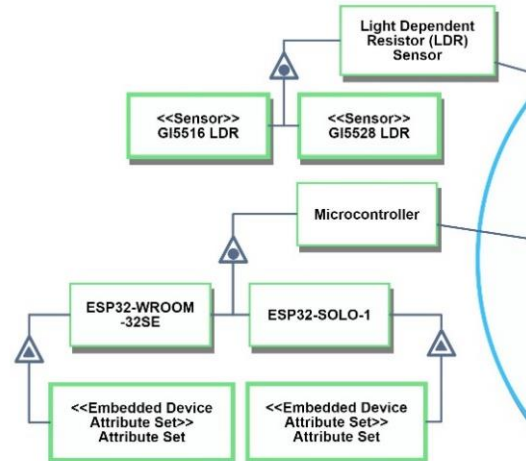 Light Dependent
Resistor (LDR)
Sensor
<<Sensor>>
GI5516 LDR
<<Sensor>>
GI5528 LDR
Microcontroller
ESP32-WROOM
-32SE
ESP32-SOLO-1
<<Embedded Device
Attribute Set>>
Attribute Set
<<Embedded Device
Attribute Set>>
Attribute Set